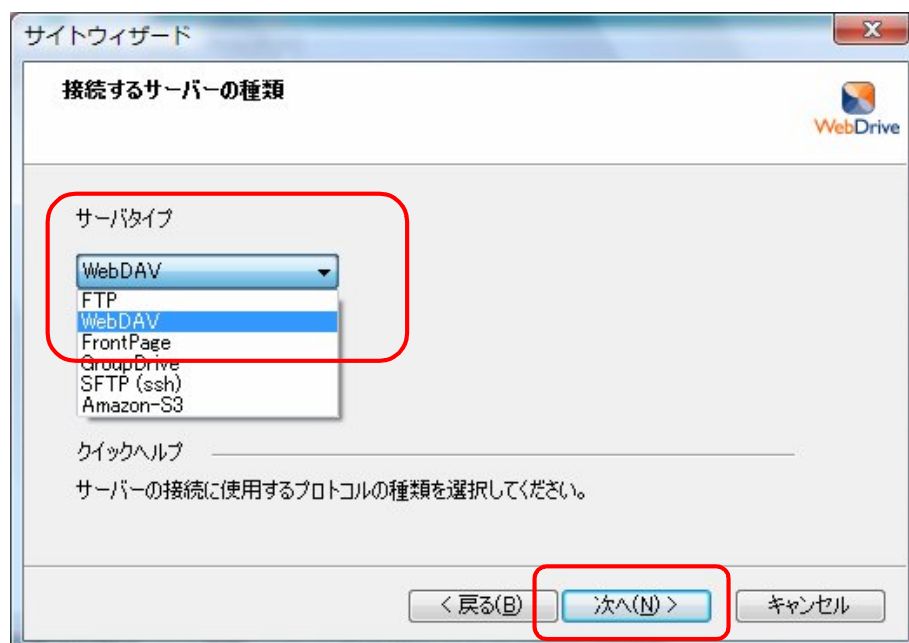 サイトウィザード
接続するサーバーの種類
WebDrive
サーバタイプ
WebDAV
FTP
WebDAV
FrontPage
GroupDrive
SFTP (ssh)
Amazon-S3
クイックヘルプ
サーバーの接続に使用するプロトコルの種類を選択してください。
< 戻る(B) 次へ(N) > キャンセル